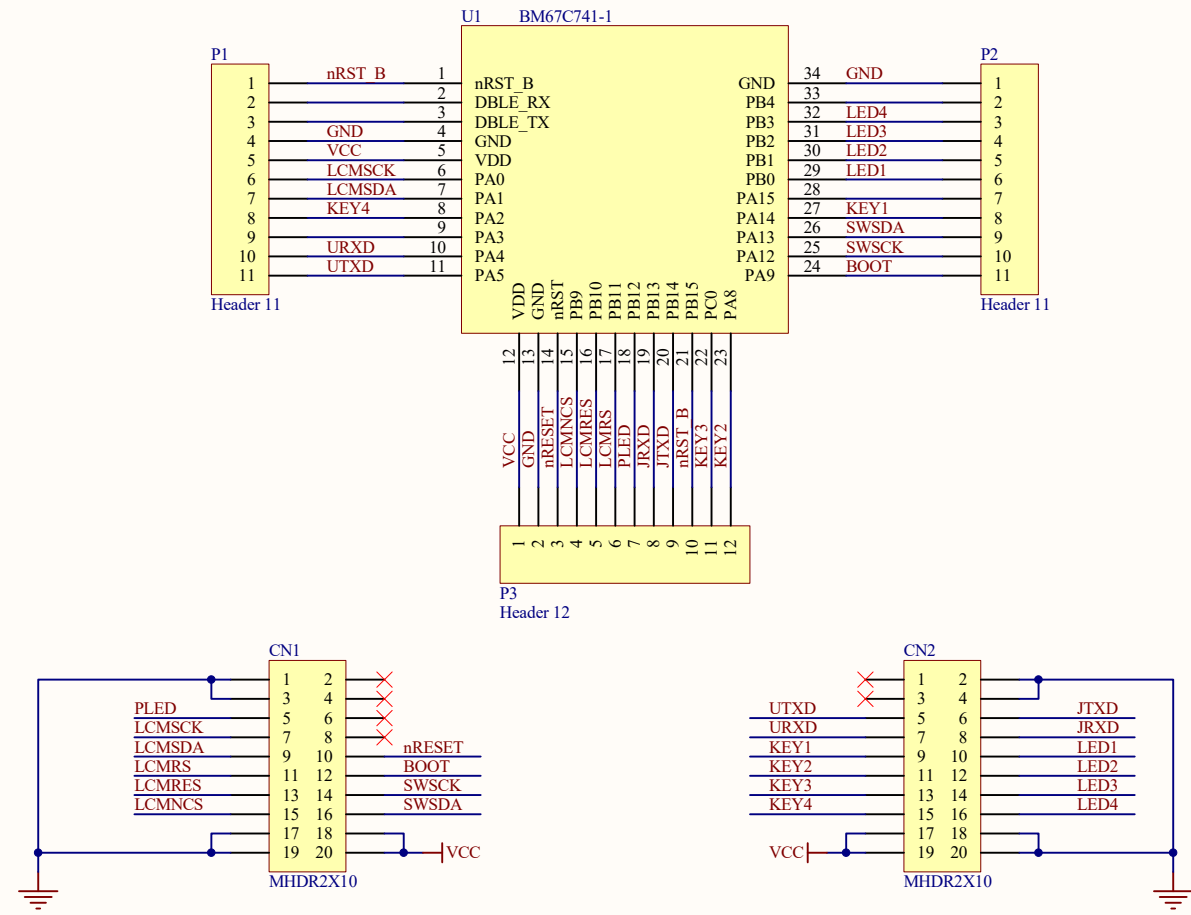 U1 BM67C741-1
P1
P2
1 nRST_B 1 nRST_B
2 2 DBLE_RX
3 3 DBLE_TX
4 GND 4 GND
5 VCC 5 VDD
6 LCMSCK 6 PA0
7 LCMSDA 7 PA1
8 KEY4 8 PA2
9 9 PA3
10 URXD 10 PA4
11 UTXD 11 PA5
Header 11
GND 34 GND 1
PB4 33 2
PB3 32 LED4 3
PB2 31 LED3 4
PB1 30 LED2 5
PB0 29 LED1 6
PA15 28 7
PA14 27 KEY1 8
PA13 26 SWSDA 9
PA12 25 SWSCK 10
PA9 24 BOOT 11
Header 11
VDD 12 VCC 1
GND 13 GND 2
nRST 14 nRESET 3
PB9 15 LCMNCS 4
PB10 16 LCMRES 5
PB11 17 LCMRS 6
PB12 18 PLED 7
PB13 19 JRXD 8
PB14 20 JTXD 9
PB15 21 nRST_B 10
PC0 22 KEY3 11
PA8 23 KEY2 12
P3
Header 12
CN1
1 2
3 4
PLED 5 6
LCMSCK 7 8
LCMSDA 9 10 nRESET
LCMRS 11 12 BOOT
LCMRES 13 14 SWSCK
LCMNCS 15 16 SWSDA
17 18
19 20 VCC
MHDR2X10
CN2
1 2
3 4
UTXD 5 6 JTXD
URXD 7 8 JRXD
KEY1 9 10 LED1
KEY2 11 12 LED2
KEY3 13 14 LED3
KEY4 15 16 LED4
17 18
VCC 19 20
MHDR2X10